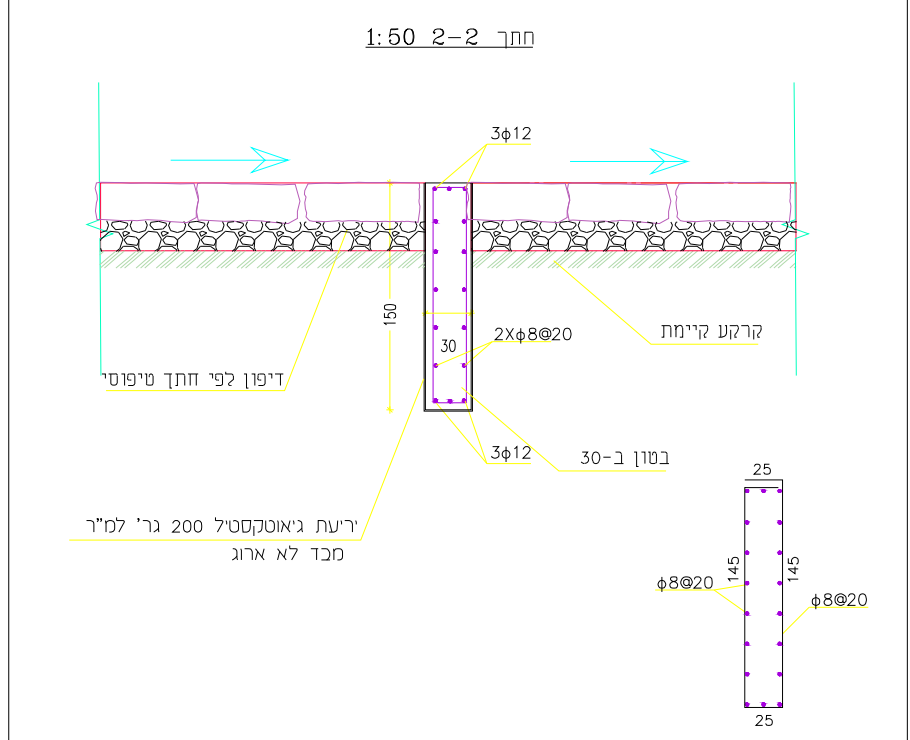 חתך 2-2 1:50
3ϕ12
150
30
2Xϕ8@20
קרקע קיימת
דיפון לפי חתך טיפוסי
3ϕ12
בטון ב-30
יריעת גיאוטקסטיל 200 גר' למ"ר
מבד לא ארוג
25
145
145
ϕ8@20
ϕ8@20
25